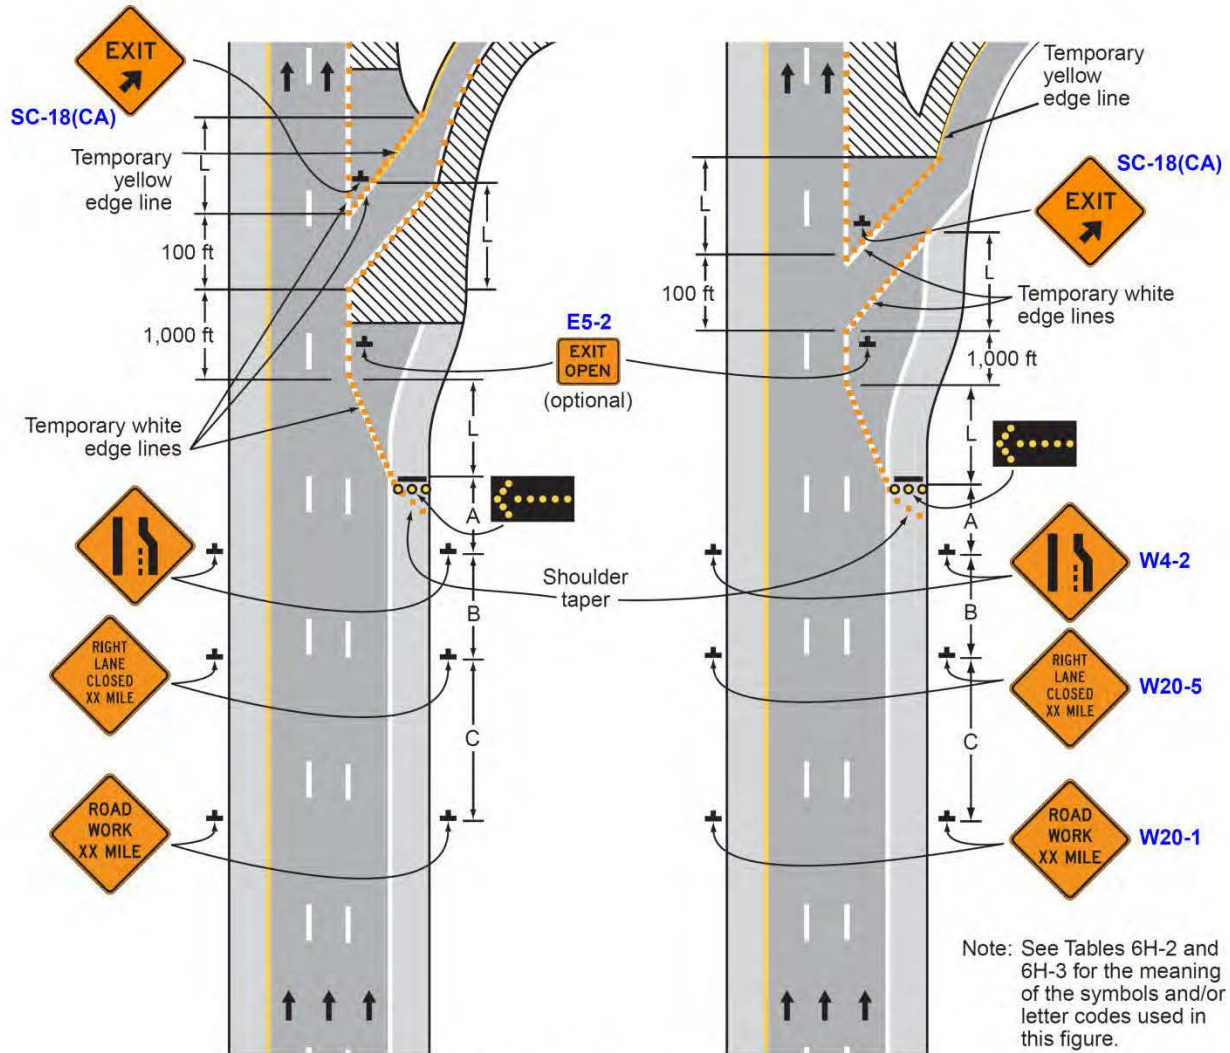 EXIT
SC-18(CA)
Temporary
yellow
edge line
L
100 ft
1,000 ft
L
Temporary white
edge lines
E5-2
EXIT
OPEN
(optional)
L
A
B
C
Shoulder
taper
RIGHT
LANE
CLOSED
XX MILE
ROAD
WORK
XX MILE
Temporary
yellow
edge line
SC-18(CA)
EXIT
L
100 ft
L
Temporary white
edge lines
1,000 ft
L
A
B
C
W4-2
RIGHT
LANE
CLOSED
XX MILE
W20-5
ROAD
WORK
XX MILE
W20-1
Note: See Tables 6H-2 and
6H-3 for the meaning
of the symbols and/or
letter codes used in
this figure.